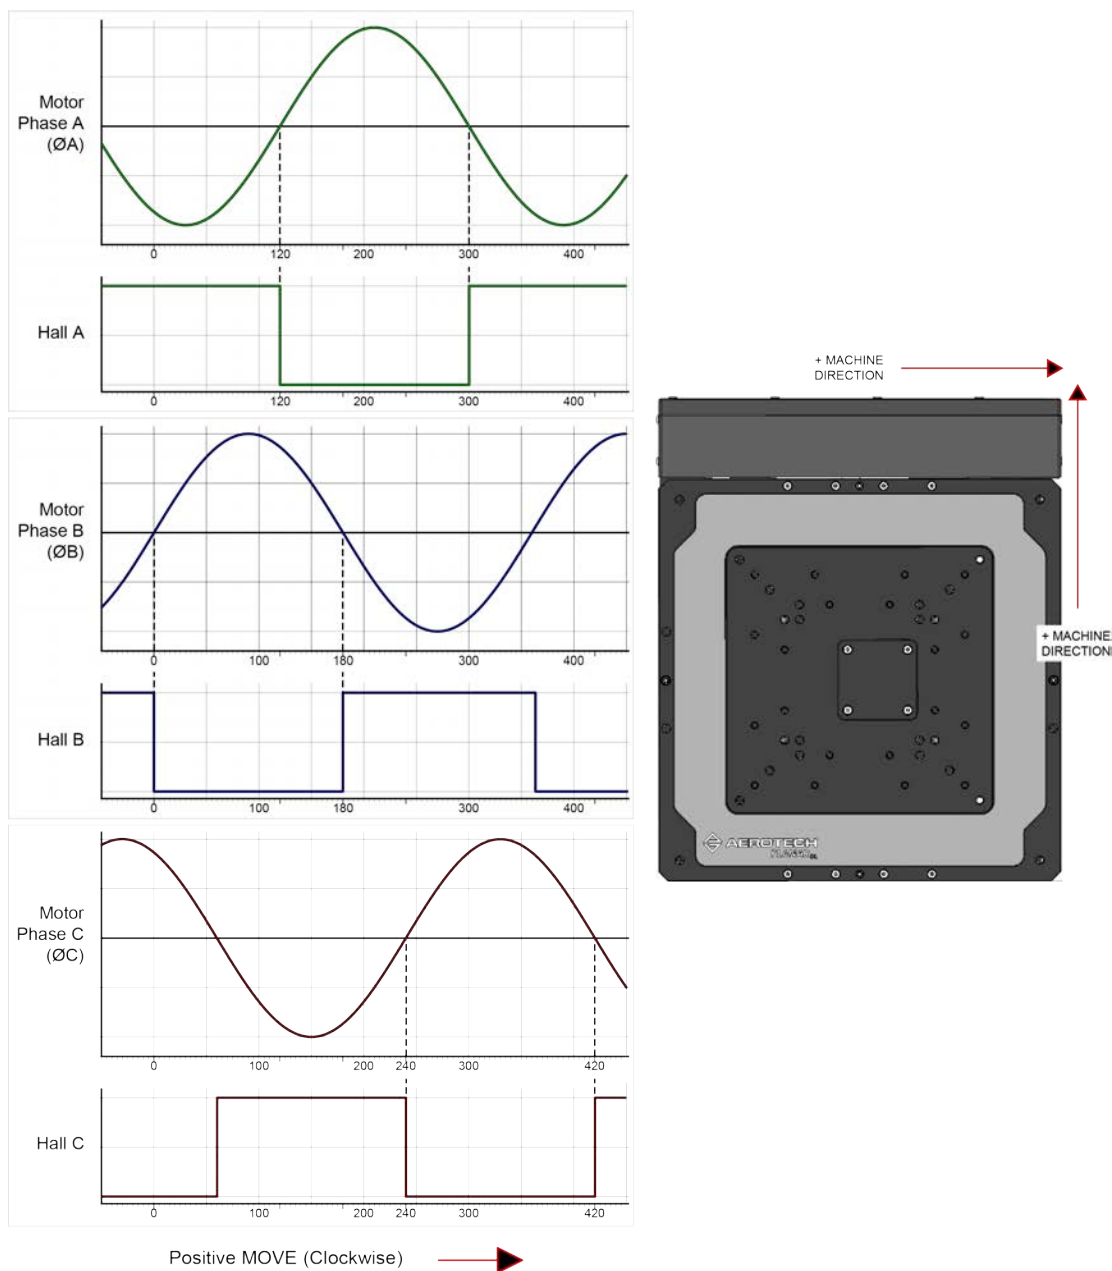 Motor
Phase A
(ØA)
0 120 200 300 400
Hall A
0 120 200 300 400
Motor
Phase B
(ØB)
0 100 180 300 400
Hall B
0 100 180 300 400
Motor
Phase C
(ØC)
0 100 200 240 300 420
Hall C
0 100 200 240 300 420
Positive MOVE (Clockwise)
+ MACHINE
DIRECTION
+ MACHINE
DIRECTION
AEROTECH